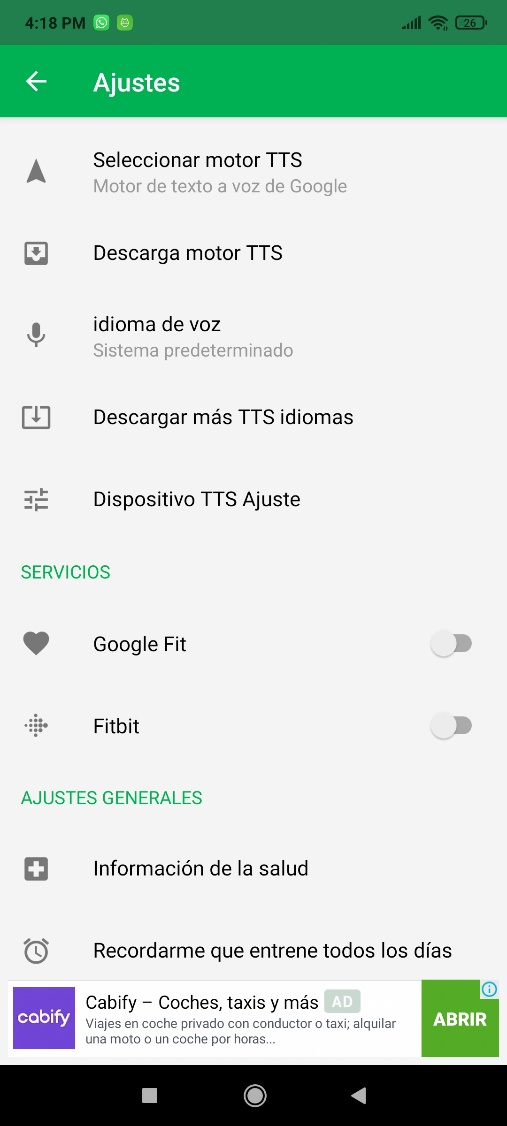 4:18 PM
26
Ajustes
Seleccionar motor TTS
Motor de texto a voz de Google
Descarga motor TTS
idioma de voz
Sistema predeterminado
Descargar más TTS idiomas
Dispositivo TTS Ajuste
SERVICIOS
Google Fit
Fitbit
AJUSTES GENERALES
Información de la salud
Recordarme que entrene todos los días
cabify
Cabify – Coches, taxis y más AD
Viajes en coche privado con conductor o taxi; alquilar
una moto o un coche por horas...
ABRIR